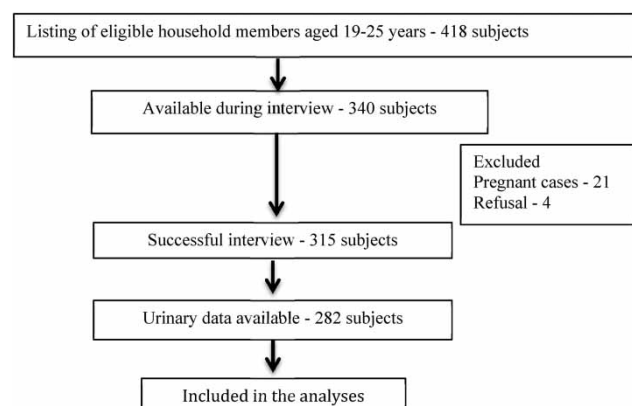 Listing of eligible household members aged 19-25 years - 418 subjects
Available during interview - 340 subjects
Excluded
Pregnant cases - 21
Refusal - 4
Successful interview - 315 subjects
Urinary data available - 282 subjects
Included in the analyses